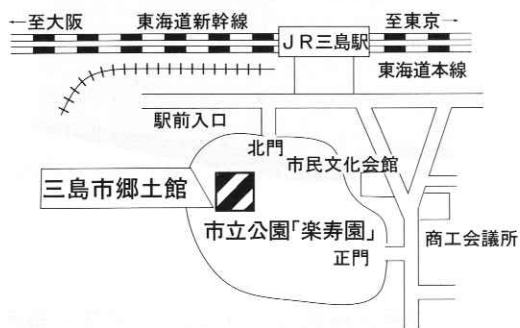 ←至大阪
東海道新幹線
JR三島駅
至東京→
東海道本線
駅前入口
北門
市民文化会館
三島市郷土館
市立公園「楽寿園」
正門
商工会議所